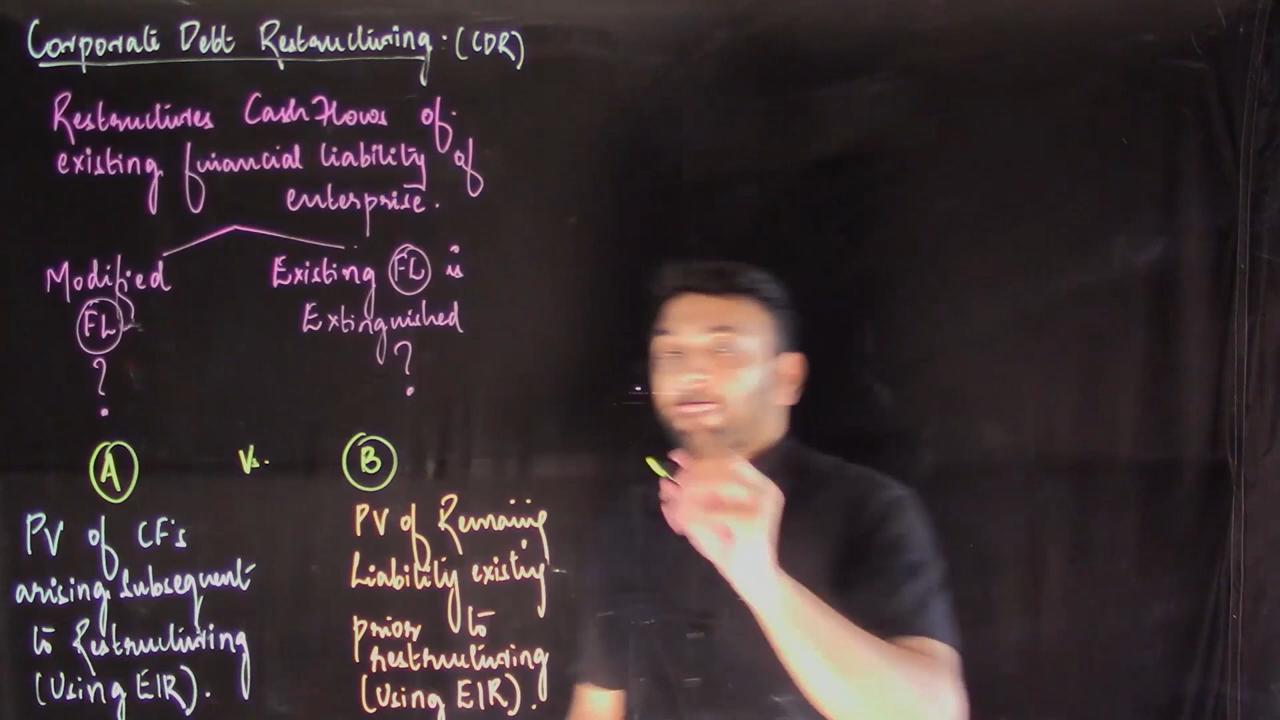 Corporate Debt Restructuring. (CDR)
Restructures Cash Flows of
existing financial liability of
enterprise.
Modified
FL
?
Existing FL is
Extinguished
?
A Vs. B
PV of CF's
arising subsequent
to Restructuring
(Using EIR).
PV of Remaing
Liability existing
prior to
restructuring
(Using EIR).